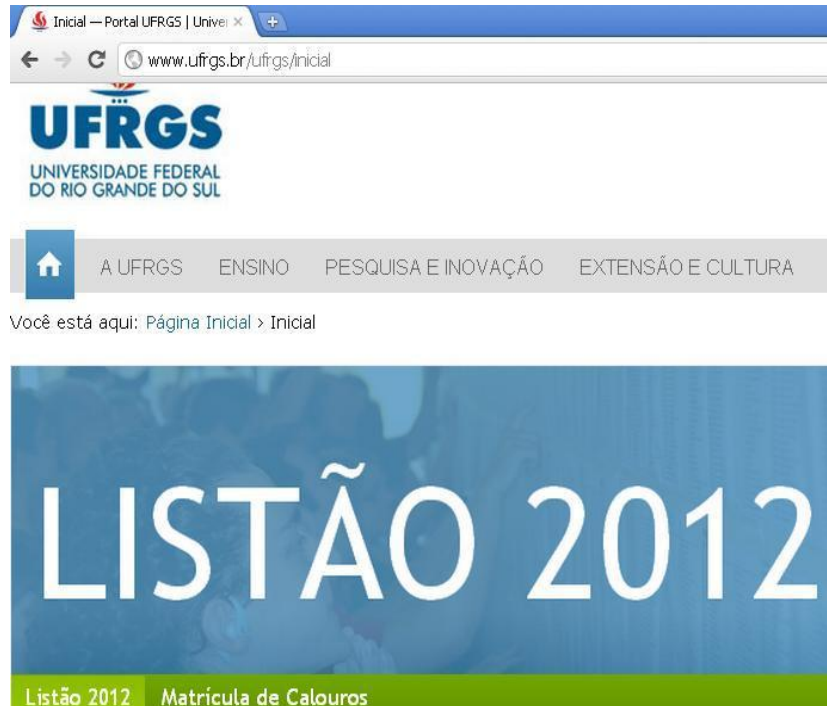 Inicial — Portal UFRGS | Univer
www.ufrgs.br/ufrgs/inicial
UFRGS
UNIVERSIDADE FEDERAL
DO RIO GRANDE DO SUL
A UFRGS ENSINO PESQUISA E INOVAÇÃO EXTENSÃO E CULTURA
Você está aqui: Página Inicial › Inicial
LISTÃO 2012
Listão 2012 Matrícula de Calouros